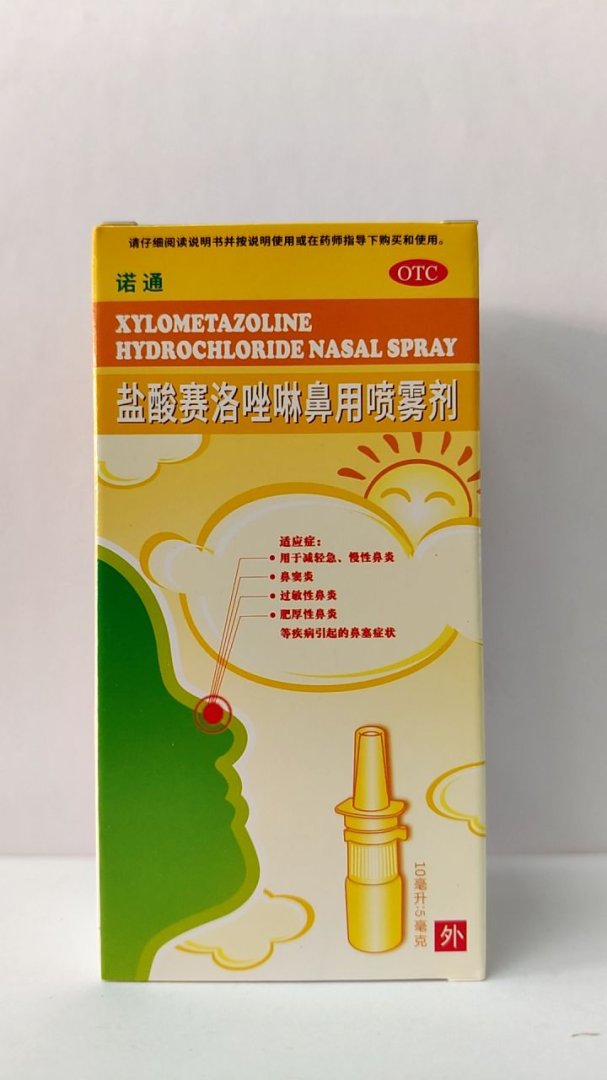 请仔细阅读说明书并按说明使用或在药师指导下购买和使用。
诺通
OTC
XYLOMETAZOLINE
HYDROCHLORIDE NASAL SPRAY
盐酸赛洛唑啉鼻用喷雾剂
适应症：
• 用于减轻急、慢性鼻炎
• 鼻窦炎
• 过敏性鼻炎
• 肥厚性鼻炎
等疾病引起的鼻塞症状
10毫升:5毫克
外